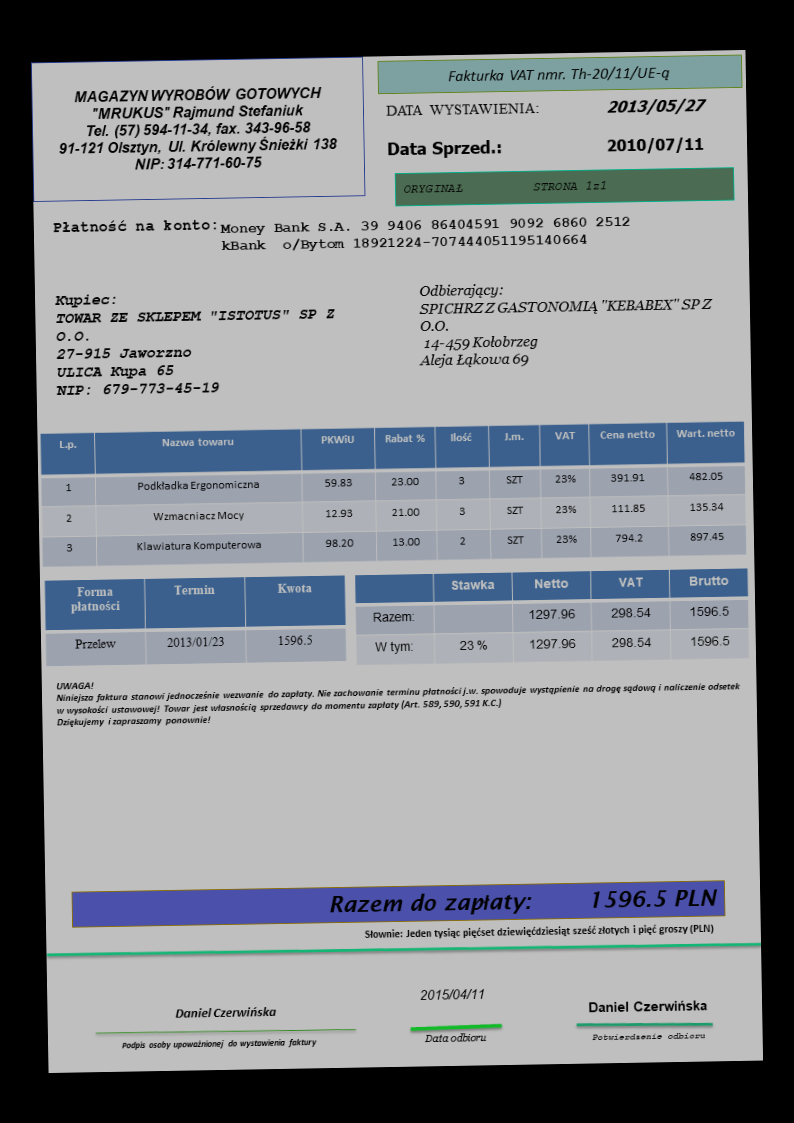 MAGAZYN WYROBÓW GOTOWYCH
"MRUKUS" Rajmund Stefaniuk
Tel. (57) 594-11-34, fax. 343-96-58
91-121 Olsztyn, Ul. Królewny Śnieżki 138
NIP: 314-771-60-75
Fakturka VAT nmr. Th-20/11/UE-q
DATA WYSTAWIENIA: 2013/05/27
Data Sprzed.: 2010/07/11
ORYGINAŁ STRONA 1z1
Płatność na konto: Money Bank S.A. 39 9406 86404591 9092 6860 2512
kBank o/Bytom 18921224-707444051195140664
Kupiec:
TOWAR ZE SKLEPEM "ISTOTUS" SP Z
O.O.
27-915 Jaworzno
ULICA Kupa 65
NIP: 679-773-45-19
Odbierający:
SPICHRZ Z GASTONOMIĄ "KEBABEX" SP Z
O.O.
14-459 Kołobrzeg
Aleja Łąkowa 69
L.p. Nazwa towaru PKWiU Rabat % Ilość J.m. VAT Cena netto Wart. netto
1 Podkładka Ergonomiczna 59.83 23.00 3 SZT 23% 391.91 482.05
2 Wzmacniacz Mocy 12.93 21.00 3 SZT 23% 111.85 135.34
3 Klawiatura Komputerowa 98.20 13.00 2 SZT 23% 794.2 897.45
Forma płatności Termin Kwota
Przelew 2013/01/23 1596.5
Stawka Netto VAT Brutto
Razem: 1297.96 298.54 1596.5
W tym: 23 % 1297.96 298.54 1596.5
UWAGA!
Niniejsza faktura stanowi jednocześnie wezwanie do zapłaty. Nie zachowanie terminu płatności j.w. spowoduje wystąpienie na drogę sądową i naliczenie odsetek
w wysokości ustawowej! Towar jest własnością sprzedawcy do momentu zapłaty (Art. 589, 590, 591 K.C.)
Dziękujemy i zapraszamy ponownie!
Razem do zapłaty: 1596.5 PLN
Słownie: Jeden tysiąc pięćset dziewięćdziesiąt sześć złotych i pięć groszy (PLN)
Daniel Czerwińska
Podpis osoby upoważnionej do wystawienia faktury
2015/04/11
Data odbioru
Daniel Czerwińska
Potwierdzenie odbioru